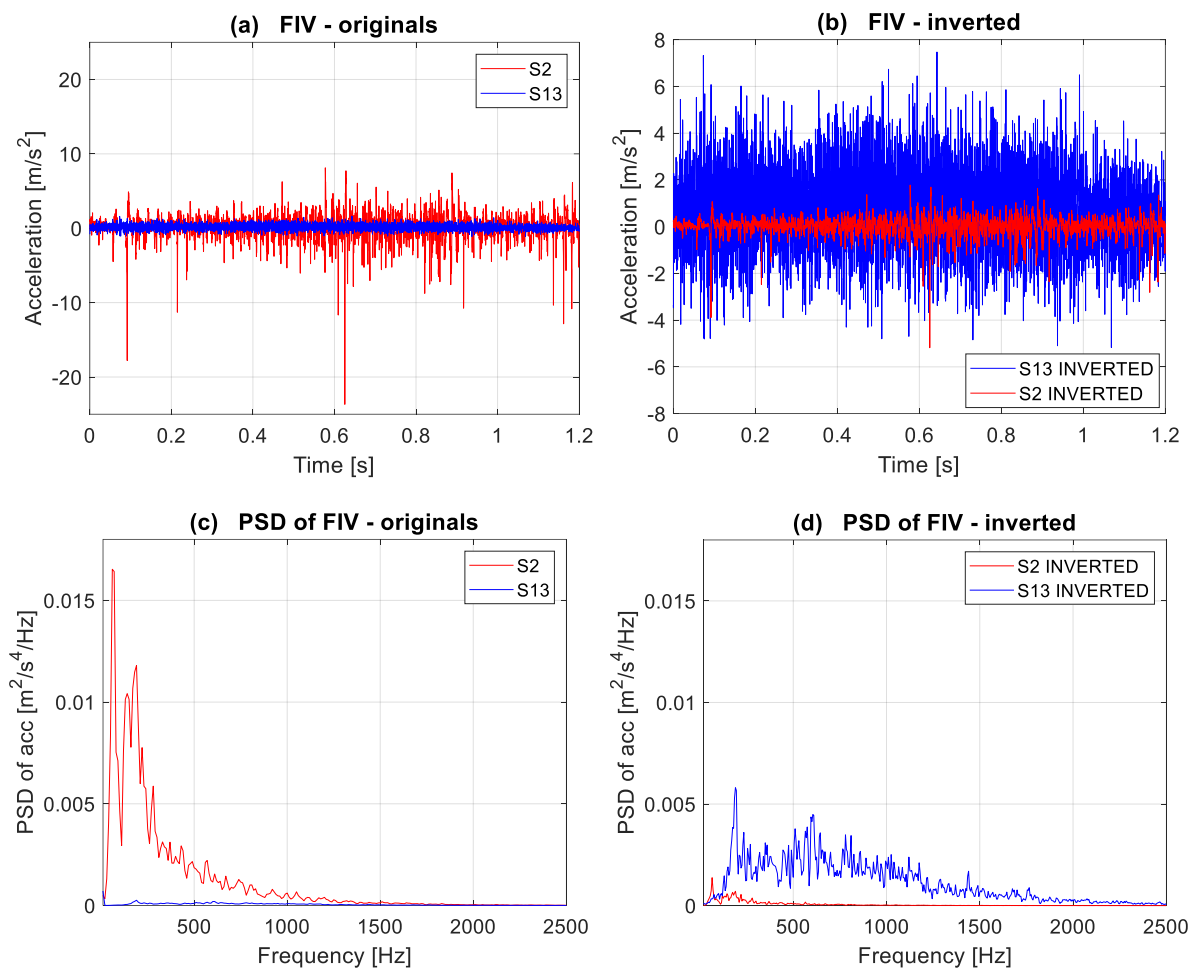 (a) FIV - originals
S2
S13
20
10
0
-10
-20
Acceleration [m/s²]
0 0.2 0.4 0.6 0.8 1 1.2
Time [s]
(b) FIV - inverted
8
6
4
2
0
-2
-4
-6
-8
Acceleration [m/s²]
S13 INVERTED
S2 INVERTED
0 0.2 0.4 0.6 0.8 1 1.2
Time [s]
(c) PSD of FIV - originals
S2
S13
0.015
0.01
0.005
0
PSD of acc [m²/s⁴/Hz]
500 1000 1500 2000 2500
Frequency [Hz]
(d) PSD of FIV - inverted
S2 INVERTED
S13 INVERTED
0.015
0.01
0.005
0
PSD of acc [m²/s⁴/Hz]
500 1000 1500 2000 2500
Frequency [Hz]